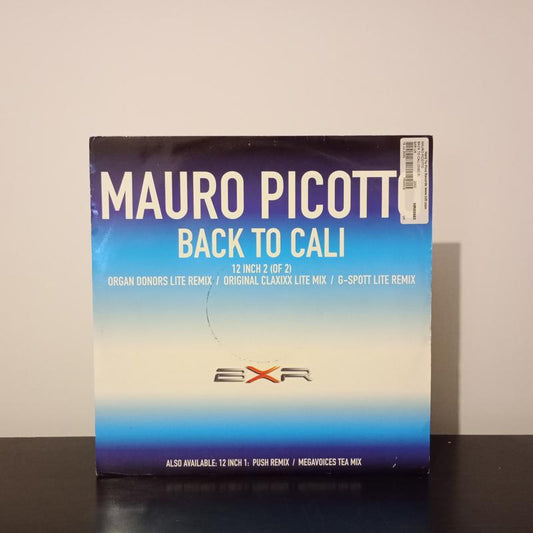 MAURO PICOTT
BACK TO CALI
12 INCH 2 (OF 2)
ORGAN DONORS LITE REMIX / ORIGINAL CLAXIXX LITE MIX / G-SPOTT LITE REMIX
BXR
ALSO AVAILABLE: 12 INCH 1: PUSH REMIX / MEGAVOICES TEA MIX